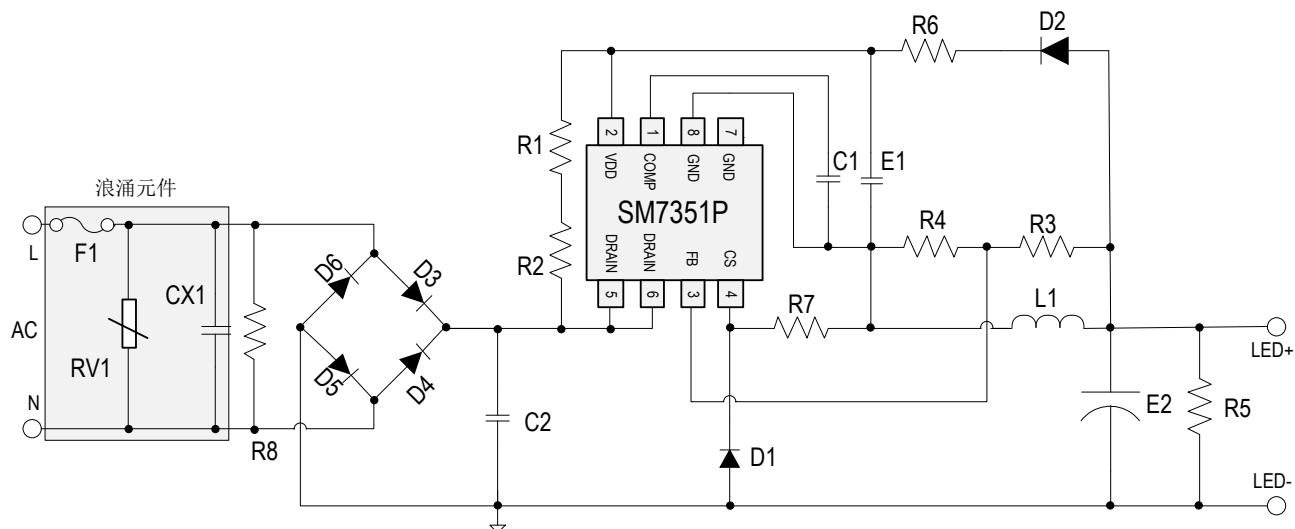 R6
D2
R1
2
1
8
7
VDD
COMP
GND
GND
C1
E1
浪涌元件
SM7351P
R4
R3
L
F1
D6
D3
R2
DRAIN
DRAIN
FB
CS
CX1
5
6
3
4
R7
L1
AC
RV1
LED+
N
D5
D4
E2
R5
R8
C2
D1
LED-